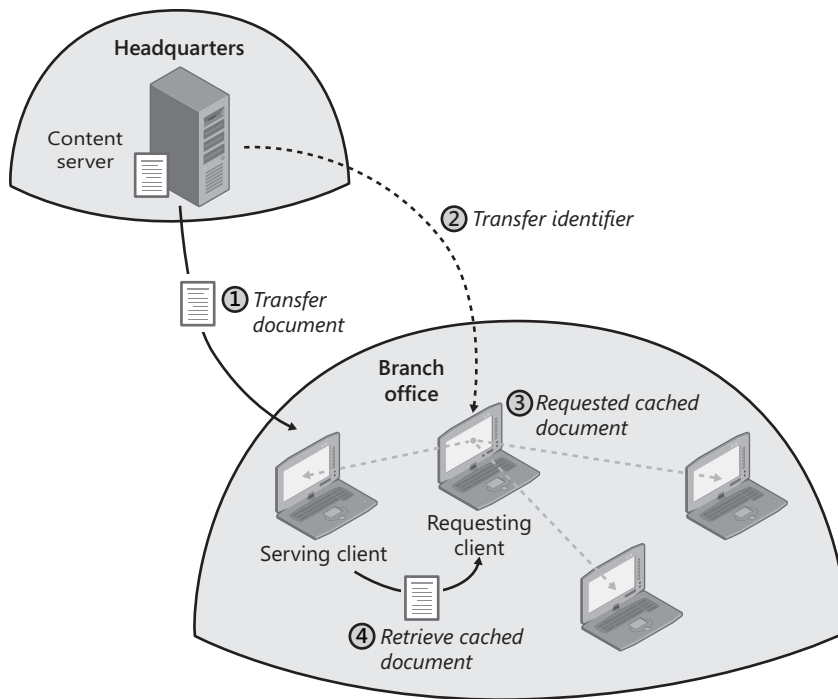 Headquarters
Content
server
2 Transfer identifier
1 Transfer
document
Branch
office
3 Requested cached
document
Requesting
client
Serving client
4 Retrieve cached
document